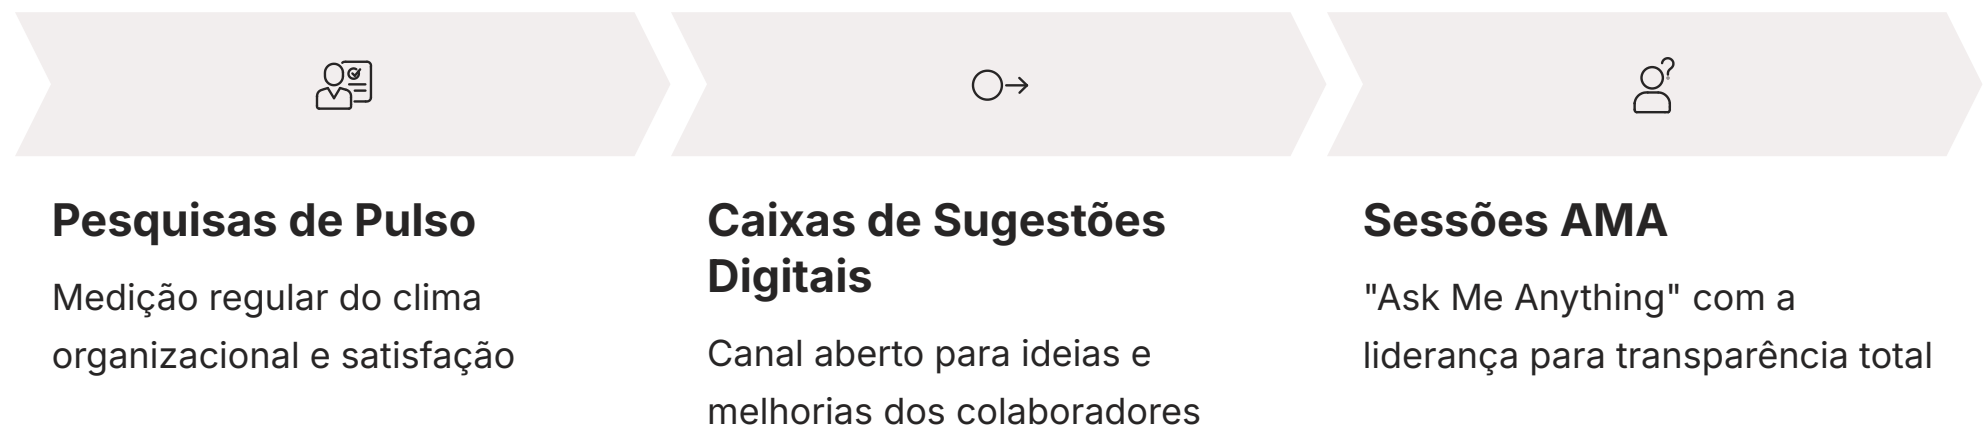 Pesquisas de Pulso
Medição regular do clima
organizacional e satisfação
Caixas de Sugestões
Digitais
Canal aberto para ideias e
melhorias dos colaboradores
Sessões AMA
"Ask Me Anything" com a
liderança para transparência total